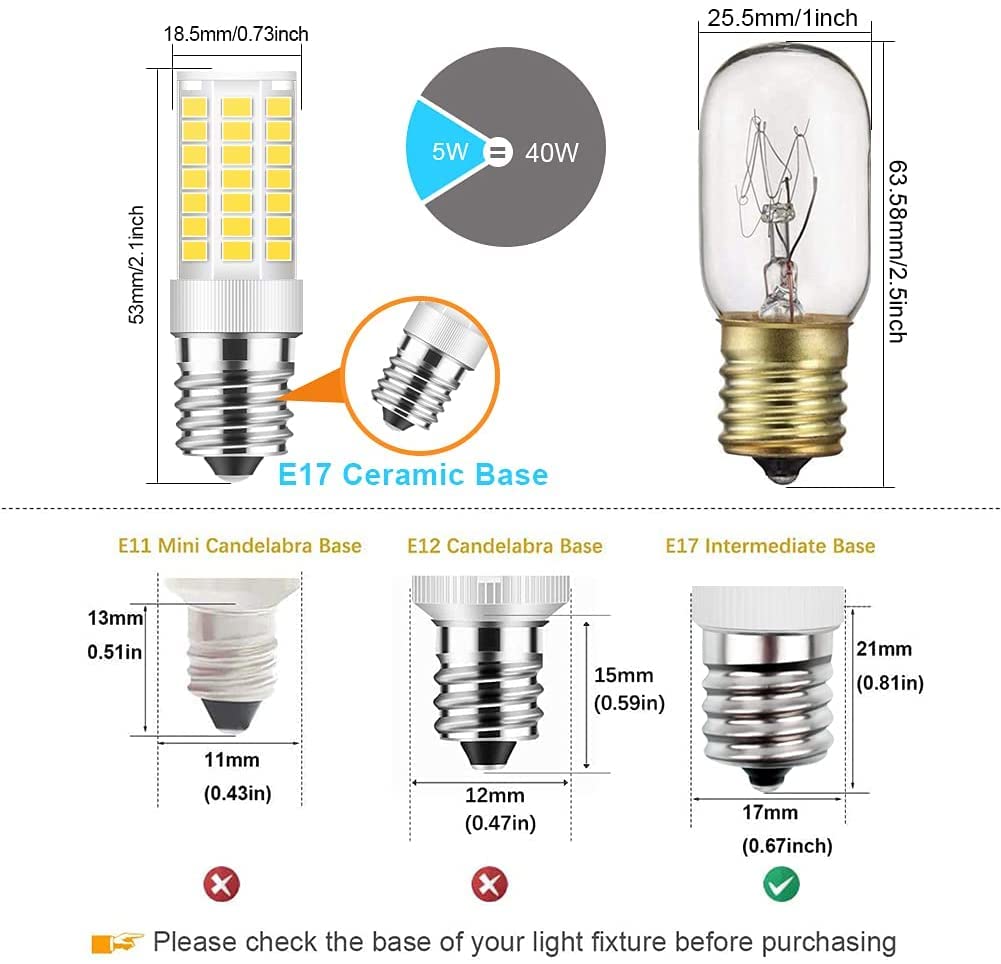 18.5mm/0.73inch
25.5mm/1inch
53mm/2.1inch
5W = 40W
63.58mm/2.5inch
E17 Ceramic Base
E11 Mini Candelabra Base
E12 Candelabra Base
E17 Intermediate Base
13mm
0.51in
11mm
(0.43in)
15mm
(0.59in)
12mm
(0.47in)
21mm
(0.81in)
17mm
(0.67inch)
Please check the base of your light fixture before purchasing